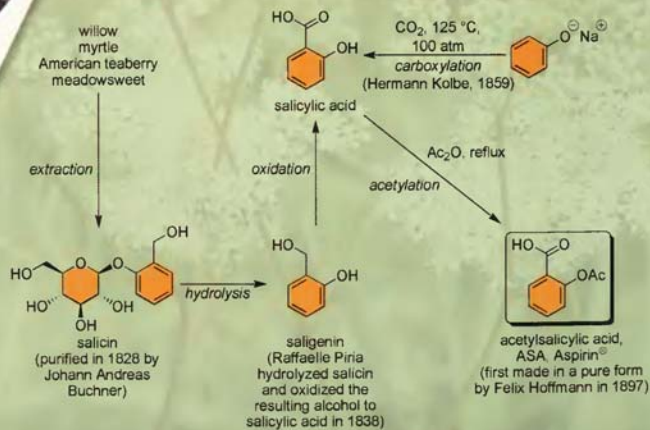 willow
myrtle
American teaberry
meadowsweet
extraction
HO
OH
O
O
HO
HO
OH
OH
salicin
(purified in 1828 by
Johann Andreas
Buchner)
hydrolysis
HO
OH
saligenin
(Raffaelle Piria
hydrolyzed salicin
and oxidized the
resulting alcohol to
salicylic acid in 1838)
oxidation
HO O
OH
salicylic acid
CO₂, 125 °C,
100 atm
carboxylation
(Hermann Kolbe, 1859)
O⊖ Na⊕
Ac₂O, reflux
acetylation
HO O
OAc
acetylsalicylic acid,
ASA, Aspirin®
(first made in a pure form
by Felix Hoffmann in 1897)